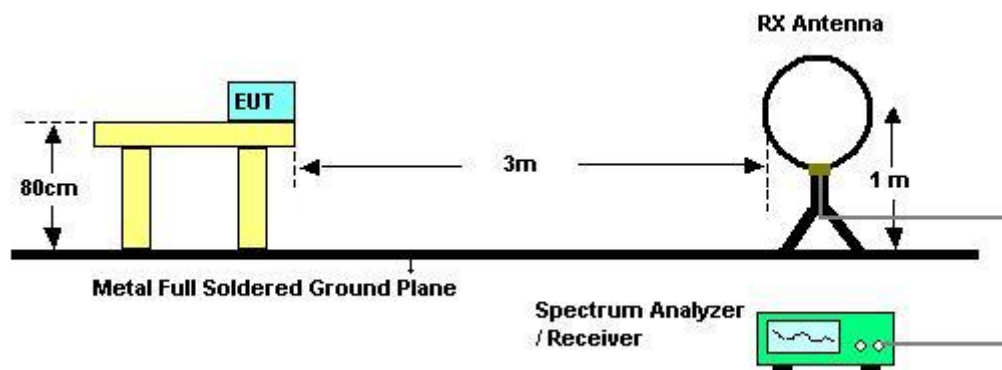 RX Antenna
EUT
3m
80cm
1 m
Metal Full Soldered Ground Plane
Spectrum Analyzer
/ Receiver